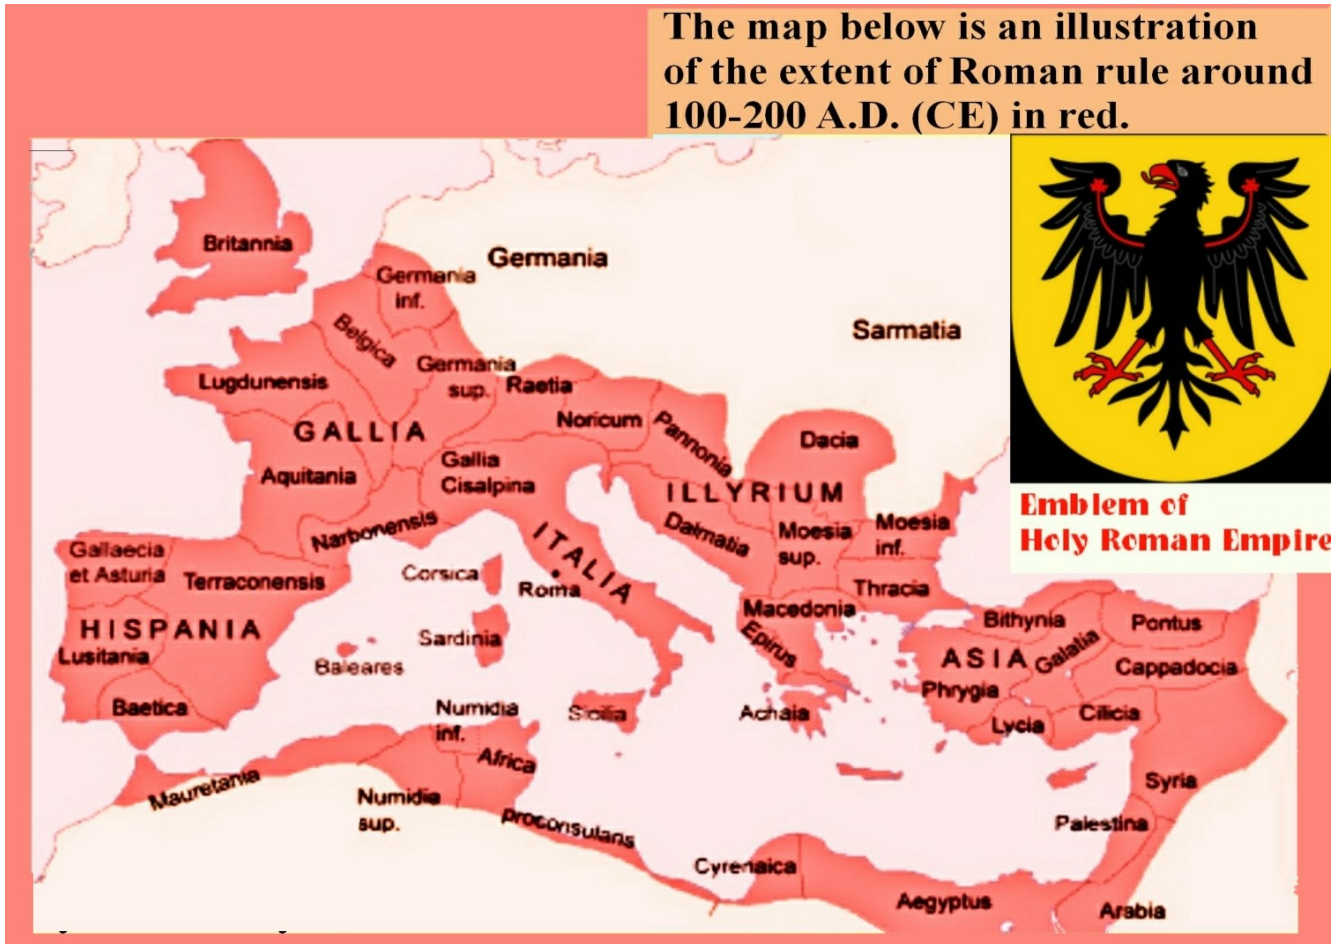 The map below is an illustration
of the extent of Roman rule around
100-200 A.D. (CE) in red.
Britannia
Germania
inf.
Germania
Belgica
Sarmatia
Lugdunensis
Germania
sup.
Raetia
GALLIA
Noricum
Pannonia
Dacia
Aquitania
Gallia
Cisalpina
ILLYRIUM
Emblem of
Holy Roman Empire
Narbonensis
ITALIA
Dalmatia
Moesia
sup.
Moesia
inf.
Gallaecia
et Asturia
Terraconensis
Corsica
Roma
Thracia
HISPANIA
Sardinia
Macedonia
Epirus
Bithynia
Pontus
Lusitania
Baleares
ASIA
Galatia
Cappadocia
Phrygia
Baetica
Numidia
inf.
Sicilia
Achaia
Lycia
Cilicia
Africa
Mauretania
Numidia
sup.
proconsularis
Syria
Palestina
Cyrenaica
Aegyptus
Arabia